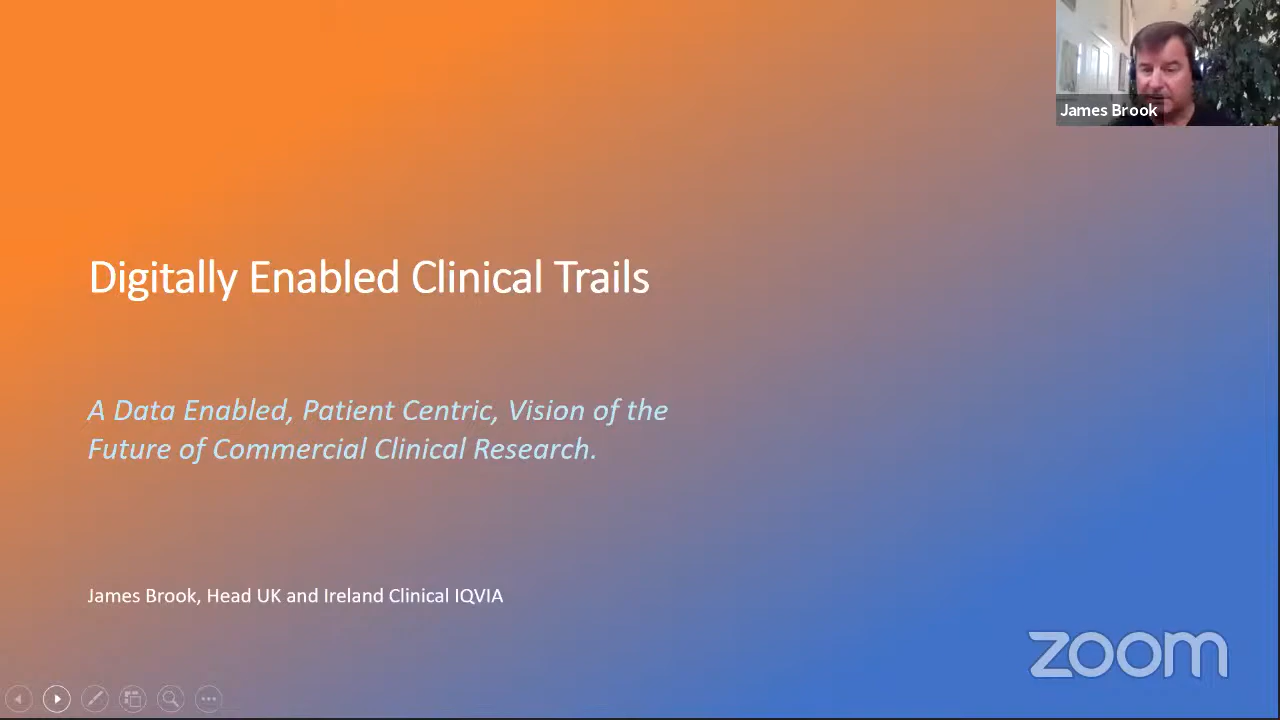 James Brook
Digitally Enabled Clinical Trails
A Data Enabled, Patient Centric, Vision of the
Future of Commercial Clinical Research.
James Brook, Head UK and Ireland Clinical IQVIA
zoom